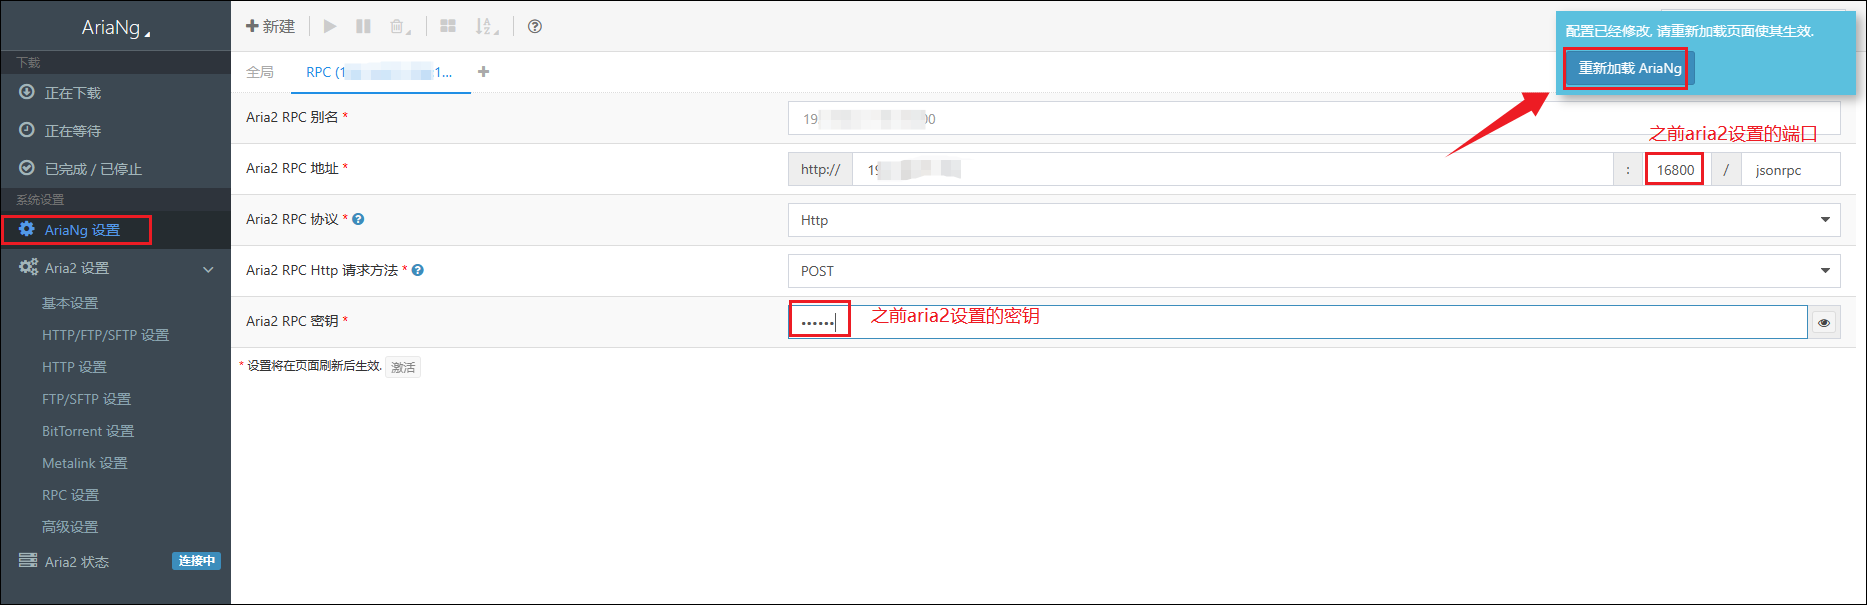 AriaNg
下载
正在下载
正在等待
已完成 / 已停止
系统设置
AriaNg 设置
Aria2 设置
基本设置
HTTP/FTP/SFTP 设置
HTTP 设置
FTP/SFTP 设置
BitTorrent 设置
Metalink 设置
RPC 设置
高级设置
Aria2 状态 连接中
新建
全局 RPC (1 :1...
配置已经修改, 请重新加载页面使其生效.
重新加载 AriaNg
Aria2 RPC 别名 * 19 00
之前aria2设置的端口
Aria2 RPC 地址 * http:// 19 : 16800 / jsonrpc
Aria2 RPC 协议 * Http
Aria2 RPC Http 请求方法 * POST
Aria2 RPC 密钥 * ••••••
之前aria2设置的密钥
* 设置将在页面刷新后生效. 激活